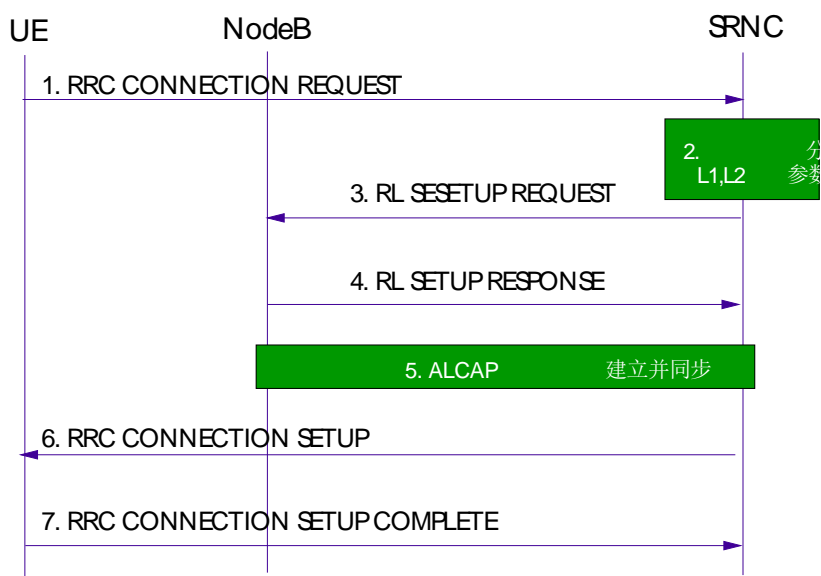 UE NodeB SRNC
1. RRC CONNECTION REQUEST
2. 分
L1,L2 参数
3. RL SESETUP REQUEST
4. RL SETUP RESPONSE
5. ALCAP 建立并同步
6. RRC CONNECTION SETUP
7. RRC CONNECTION SETUP COMPLETE